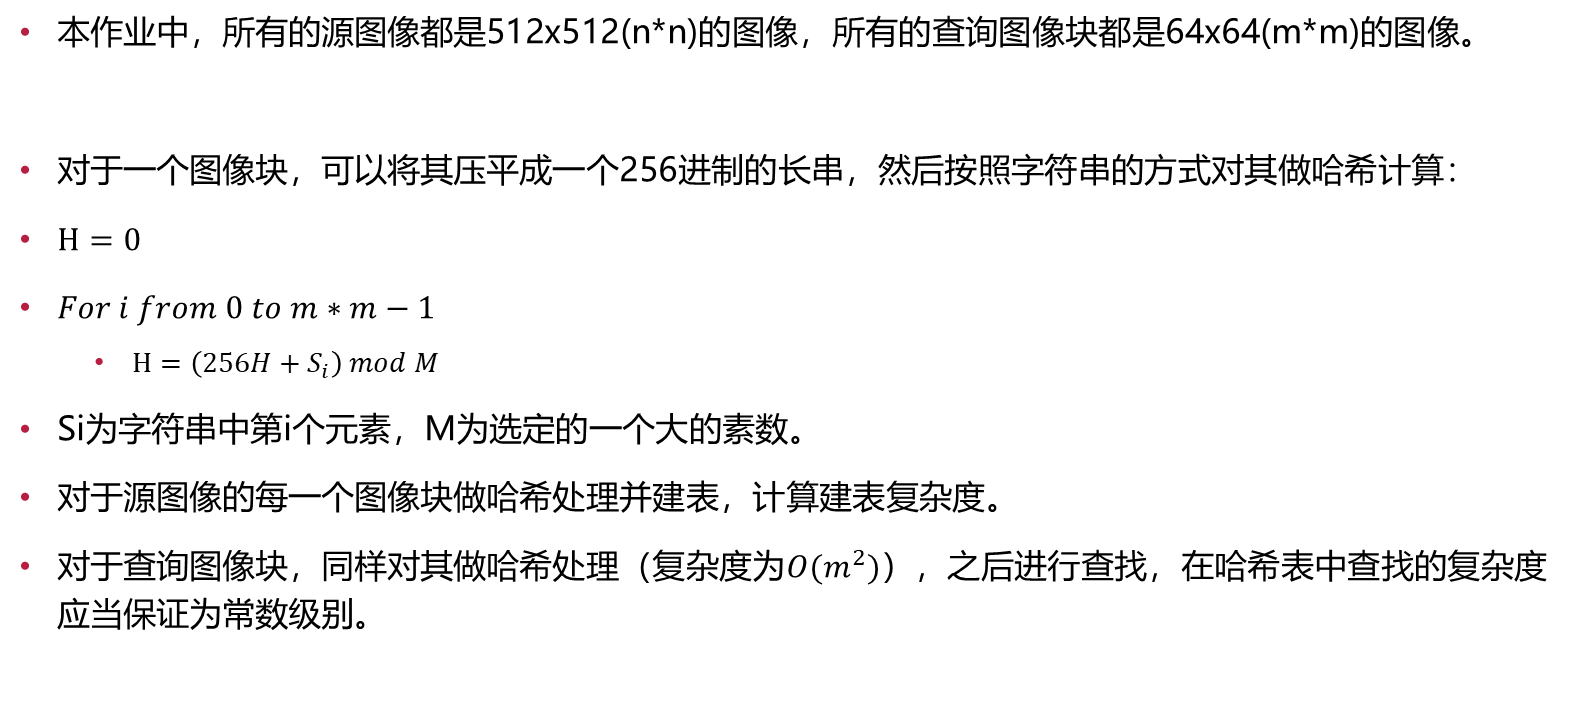 • 本作业中，所有的源图像都是512x512(n*n)的图像，所有的查询图像块都是64x64(m*m)的图像。
• 对于一个图像块，可以将其压平成一个256进制的长串，然后按照字符串的方式对其做哈希计算：
• H = 0
• For i from 0 to m ∗ m − 1
• H = (256H + Sᵢ) mod M
• Si为字符串中第i个元素，M为选定的一个大的素数。
• 对于源图像的每一个图像块做哈希处理并建表，计算建表复杂度。
• 对于查询图像块，同样对其做哈希处理（复杂度为O(m²)），之后进行查找，在哈希表中查找的复杂度
应当保证为常数级别。